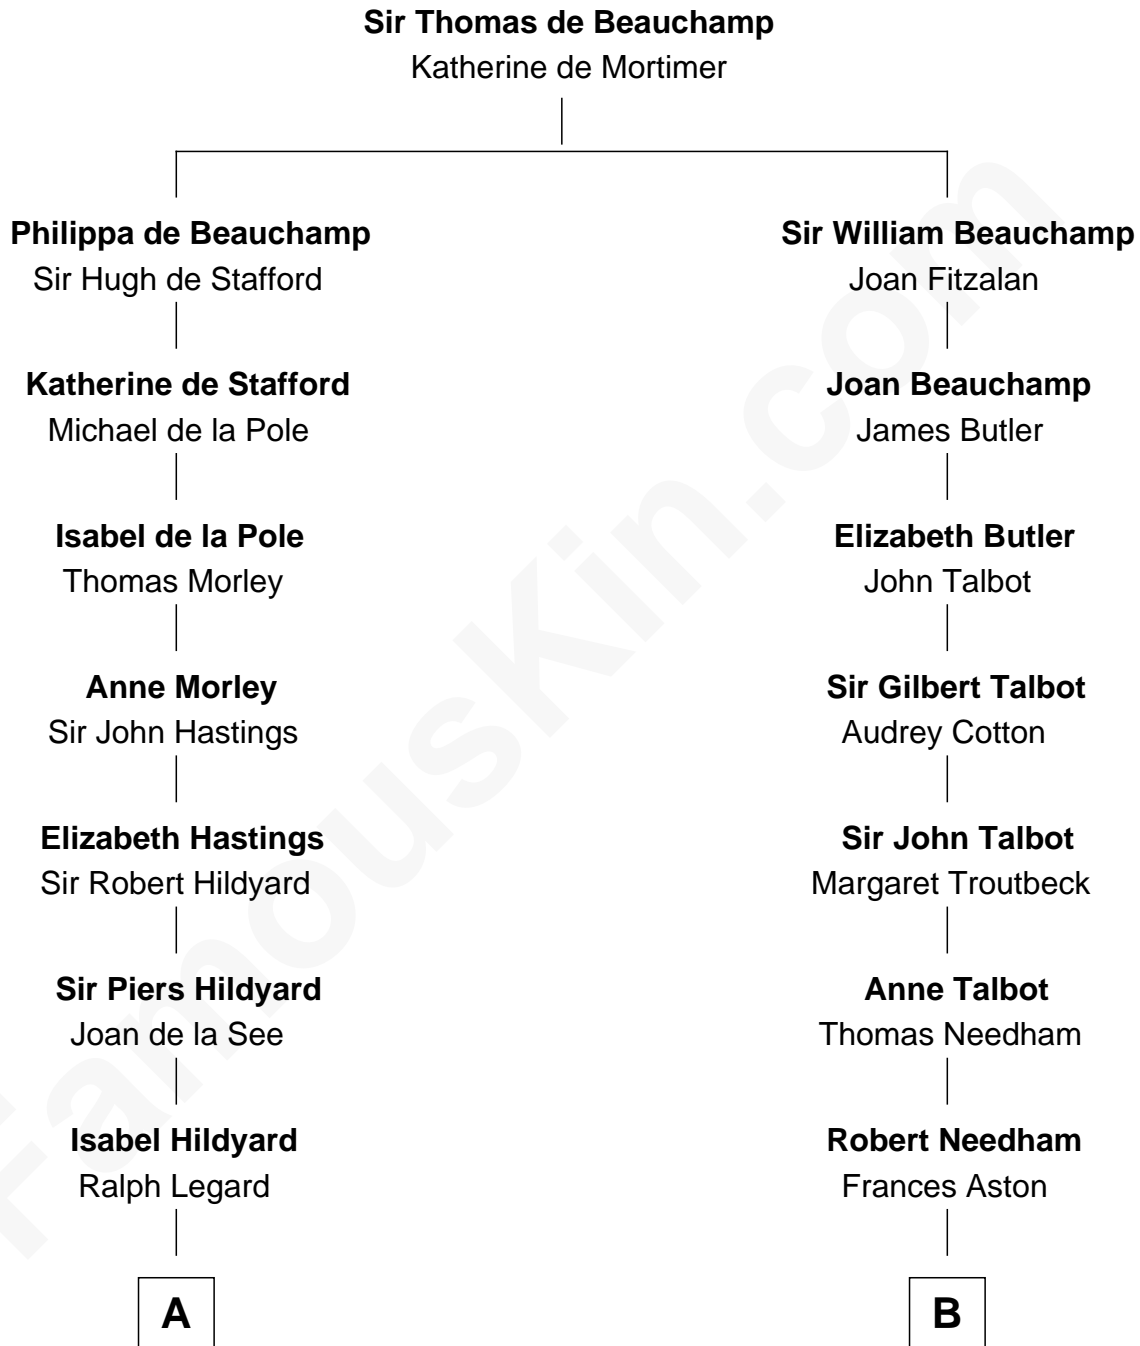 Sir Thomas de Beauchamp
Katherine de Mortimer
Philippa de Beauchamp
Sir Hugh de Stafford
Sir William Beauchamp
Joan Fitzalan
Katherine de Stafford
Michael de la Pole
Joan Beauchamp
James Butler
Isabel de la Pole
Thomas Morley
Elizabeth Butler
John Talbot
Anne Morley
Sir John Hastings
Sir Gilbert Talbot
Audrey Cotton
Elizabeth Hastings
Sir Robert Hildyard
Sir John Talbot
Margaret Troutbeck
Sir Piers Hildyard
Joan de la See
Anne Talbot
Thomas Needham
Isabel Hildyard
Ralph Legard
Robert Needham
Frances Aston
A
B
FamousKin.com